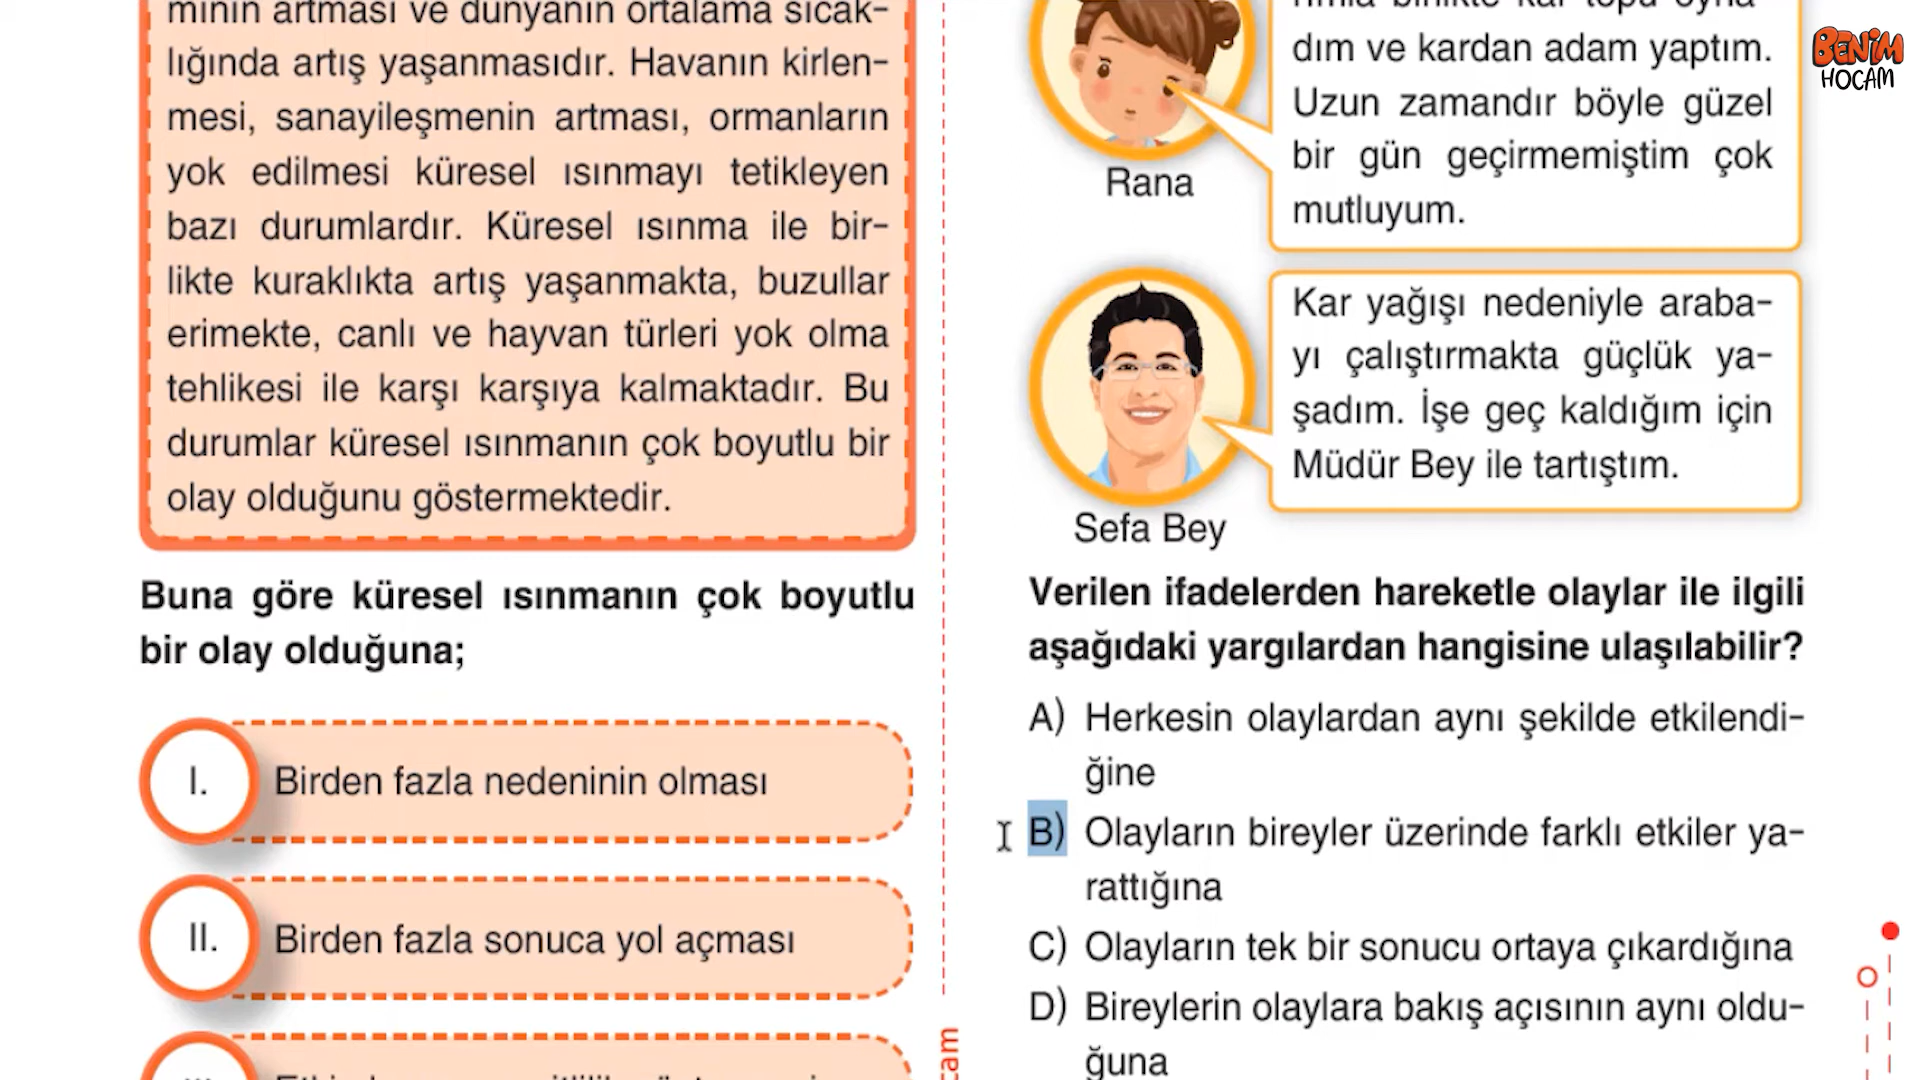 minin artması ve dünyanın ortalama sıcak-
lığında artış yaşanmasıdır. Havanın kirlen-
mesi, sanayileşmenin artması, ormanların
yok edilmesi küresel ısınmayı tetikleyen
bazı durumlardır. Küresel ısınma ile bir-
likte kuraklıkta artış yaşanmakta, buzullar
erimekte, canlı ve hayvan türleri yok olma
tehlikesi ile karşı karşıya kalmaktadır. Bu
durumlar küresel ısınmanın çok boyutlu bir
olay olduğunu göstermektedir.
Buna göre küresel ısınmanın çok boyutlu
bir olay olduğuna;
I. Birden fazla nedeninin olması
II. Birden fazla sonuca yol açması
rımla birlikte kar topu oyna-
dım ve kardan adam yaptım.
Uzun zamandır böyle güzel
bir gün geçirmemiştim çok
mutluyum.
Rana
Kar yağışı nedeniyle araba-
yı çalıştırmakta güçlük ya-
şadım. İşe geç kaldığım için
Müdür Bey ile tartıştım.
Sefa Bey
Verilen ifadelerden hareketle olaylar ile ilgili
aşağıdaki yargılardan hangisine ulaşılabilir?
A) Herkesin olaylardan aynı şekilde etkilendi-
ğine
B) Olayların bireyler üzerinde farklı etkiler ya-
rattığına
C) Olayların tek bir sonucu ortaya çıkardığına
D) Bireylerin olaylara bakış açısının aynı oldu-
ğuna
BENİM
HOCAM